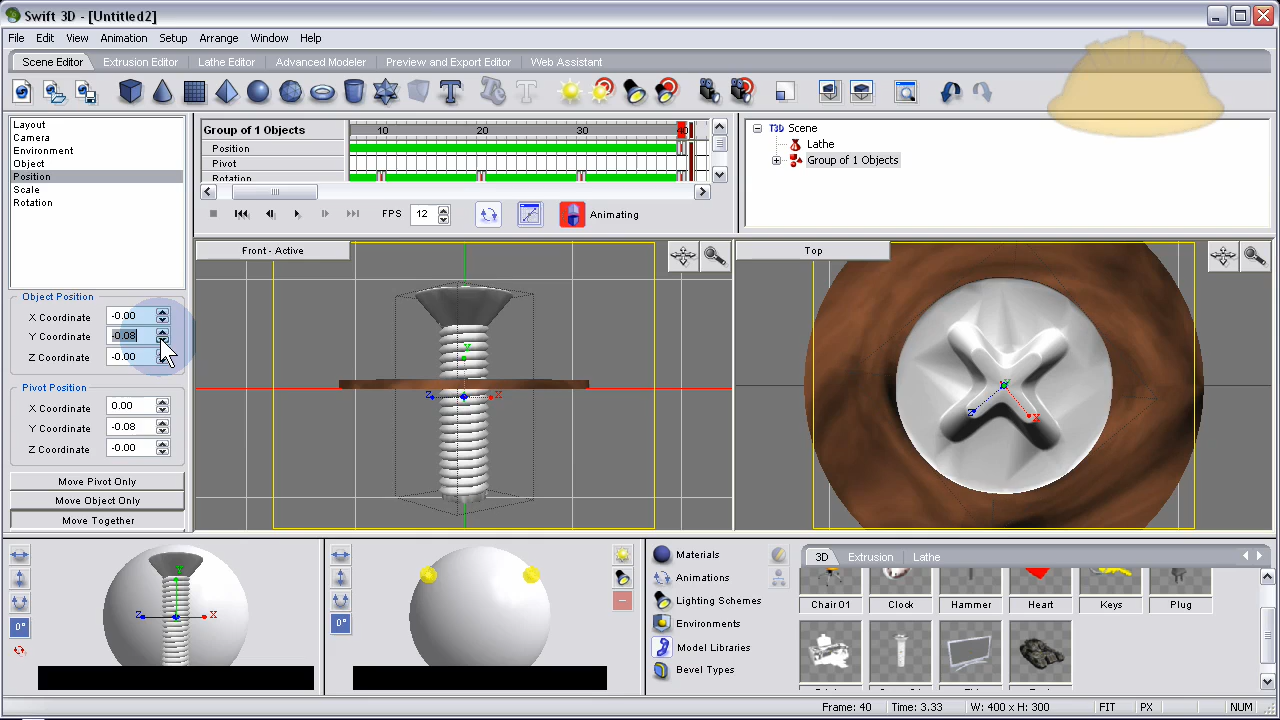 Swift 3D - [Untitled2]
File Edit View Animation Setup Arrange Window Help
Scene Editor Extrusion Editor Lathe Editor Advanced Modeler Preview and Export Editor Web Assistant
Layout
Camera
Environment
Object
Position
Scale
Rotation
Group of 1 Objects 10 20 30 40
Position
Pivot
Rotation
FPS 12 Animating
T3D Scene
Lathe
Group of 1 Objects
Front - Active
Top
Object Position
X Coordinate -0.00
Y Coordinate -0.08
Z Coordinate -0.00
Pivot Position
X Coordinate 0.00
Y Coordinate -0.08
Z Coordinate -0.00
Move Pivot Only
Move Object Only
Move Together
Y
Z X
Y
Z X
Y
Z X
0°
0°
Materials
Animations
Lighting Schemes
Environments
Model Libraries
Bevel Types
3D Extrusion Lathe
Chair01 Clock Hammer Heart Keys Plug
Frame: 40 Time: 3.33 W: 400 x H: 300 FIT PX NUM